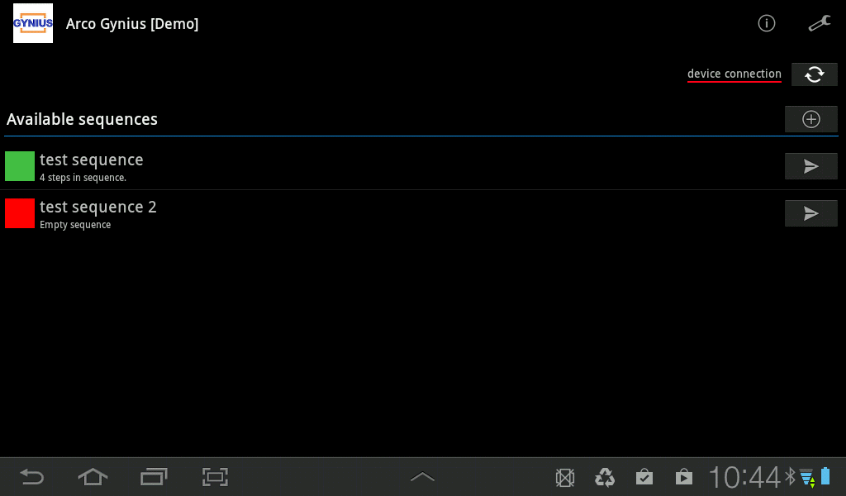 GYNIUS
Arco Gynius [Demo]
device connection
Available sequences
test sequence
4 steps in sequence.
test sequence 2
Empty sequence
10:44